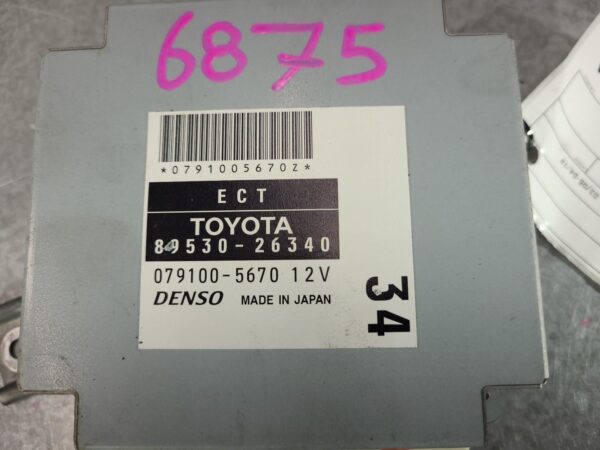 6875
*0791005670Z*
ECT
TOYOTA
89530-26340
079100-5670 12V
DENSO MADE IN JAPAN
34